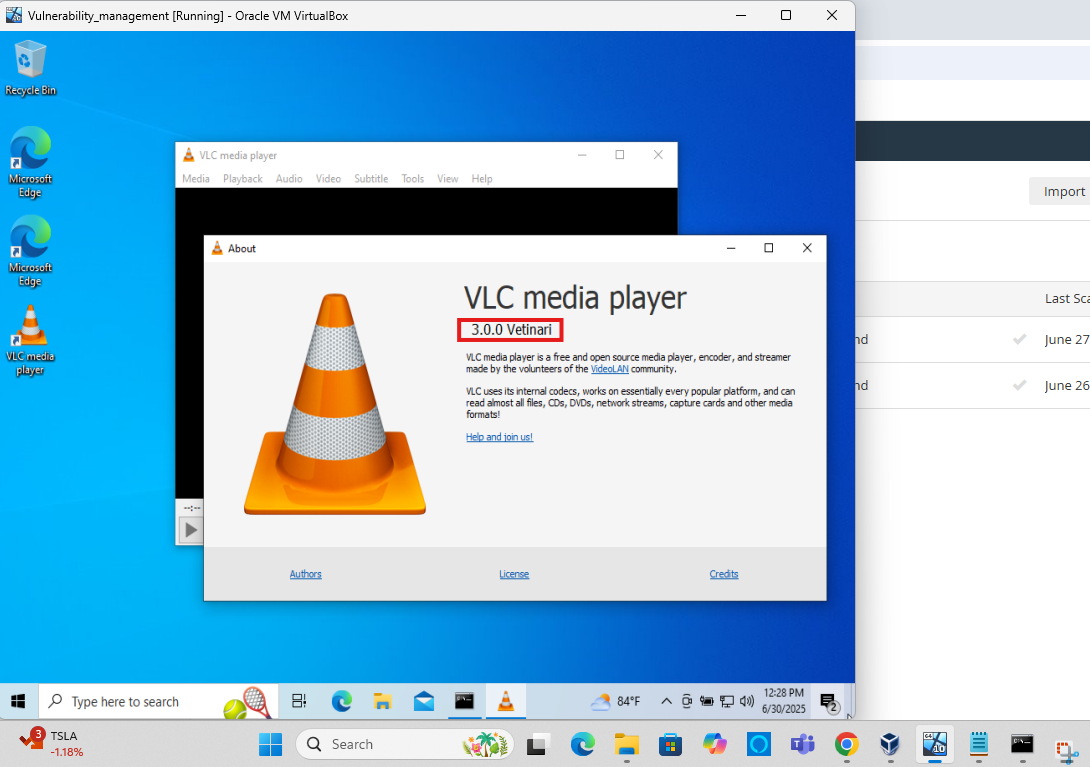 Vulnerability_management [Running] - Oracle VM VirtualBox
Recycle Bin
Microsoft
Edge
Microsoft
Edge
VLC media
player
VLC media player
Media Playback Audio Video Subtitle Tools View Help
--:--
About
VLC media player
3.0.0 Vetinari
VLC media player is a free and open source media player, encoder, and streamer
made by the volunteers of the VideoLAN community.
VLC uses its internal codecs, works on essentially every popular platform, and can
read almost all files, CDs, DVDs, network streams, capture cards and other media
formats!
Help and join us!
Authors License Credits
Import
Last Sca
nd June 27
nd June 26
Type here to search
84°F
12:28 PM
6/30/2025
2
3
TSLA
-1.18%
Search
64
10